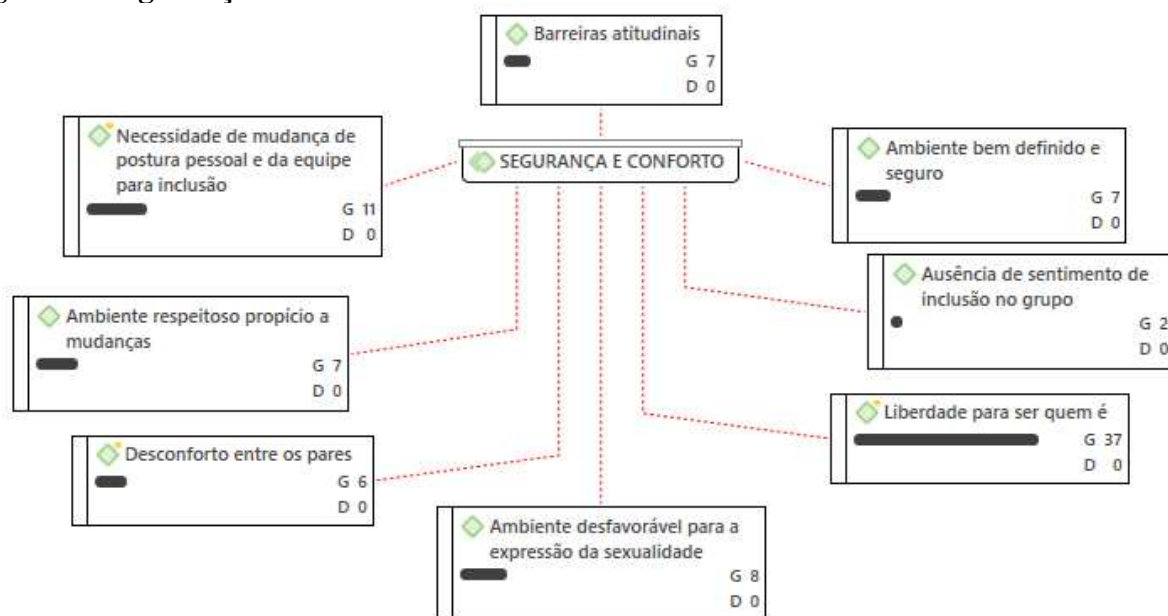 Barreiras atitudinais
G 7
D 0
Necessidade de mudança de
postura pessoal e da equipe
para inclusão
G 11
D 0
SEGURANÇA E CONFORTO
Ambiente bem definido e
seguro
G 7
D 0
Ausência de sentimento de
inclusão no grupo
G 2
D 0
Ambiente respeitoso propício a
mudanças
G 7
D 0
Liberdade para ser quem é
G 37
D 0
Desconforto entre os pares
G 6
D 0
Ambiente desfavorável para a
expressão da sexualidade
G 8
D 0